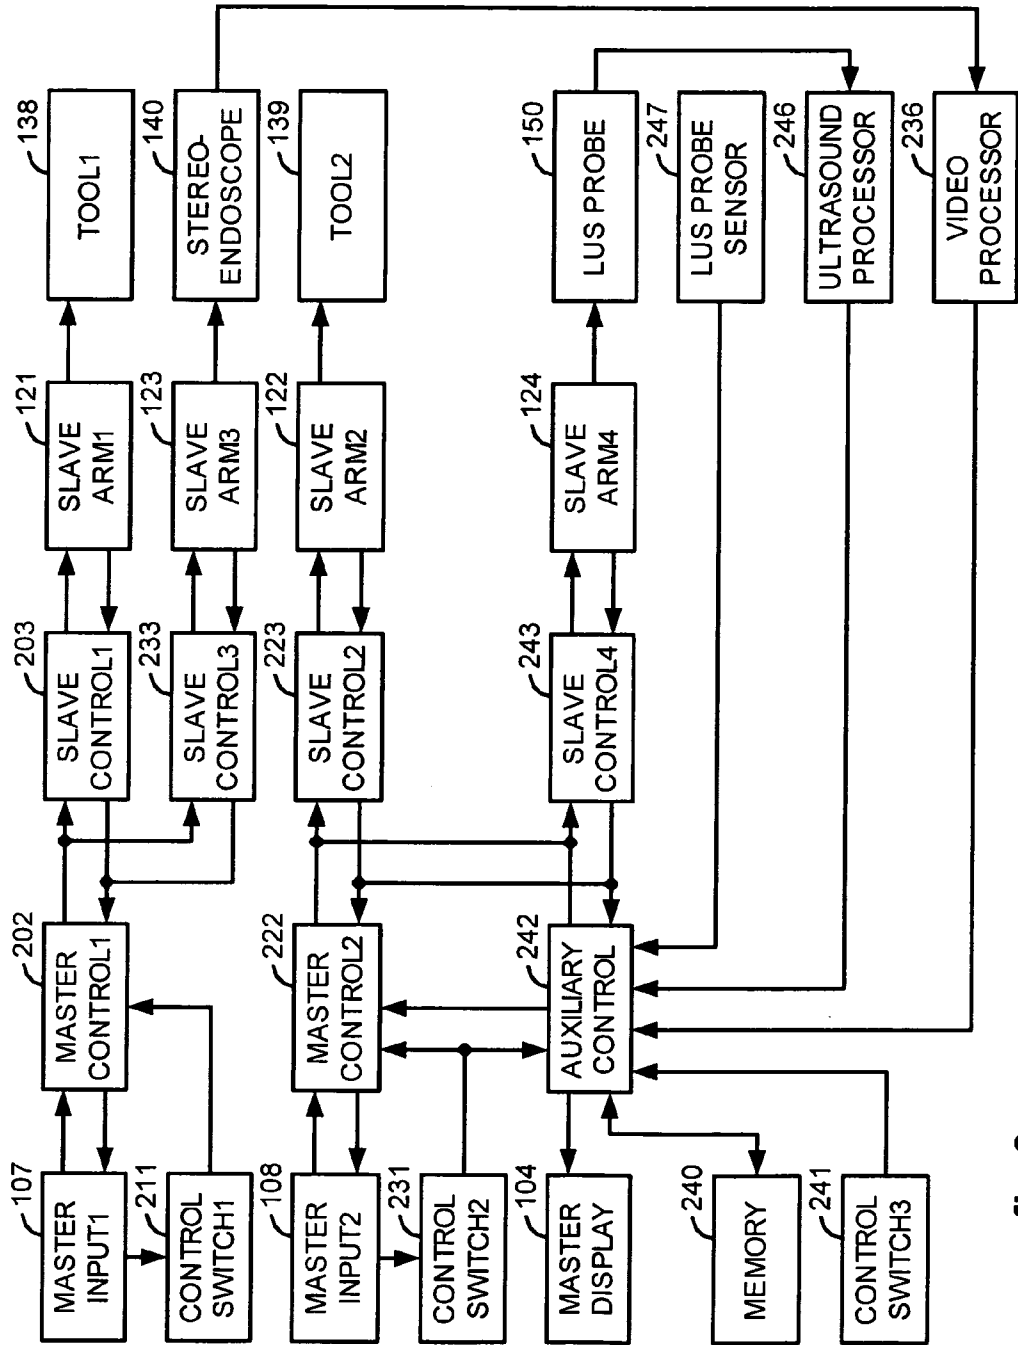 138
TOOL1
140
STEREO-
ENDOSCOPE
139
TOOL2
150
LUS PROBE
247
LUS PROBE
SENSOR
246
ULTRASOUND
PROCESSOR
236
VIDEO
PROCESSOR
121
SLAVE
ARM1
123
SLAVE
ARM3
122
SLAVE
ARM2
124
SLAVE
ARM4
203
SLAVE
CONTROL1
233
SLAVE
CONTROL3
223
SLAVE
CONTROL2
243
SLAVE
CONTROL4
202
MASTER
CONTROL1
222
MASTER
CONTROL2
242
AUXILIARY
CONTROL
107
MASTER
INPUT1
211
CONTROL
SWITCH1
108
MASTER
INPUT2
231
CONTROL
SWITCH2
104
MASTER
DISPLAY
240
MEMORY
241
CONTROL
SWITCH3